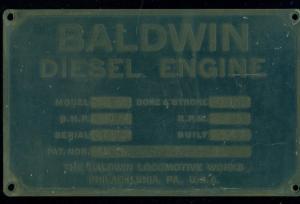 BALDWIN
DIESEL ENGINE
MODEL BORE & STROKE
B.H.P. R.P.M.
SERIAL BUILT
PAT. NOS.
THE BALDWIN LOCOMOTIVE WORKS
PHILADELPHIA, PA., U.S.A.